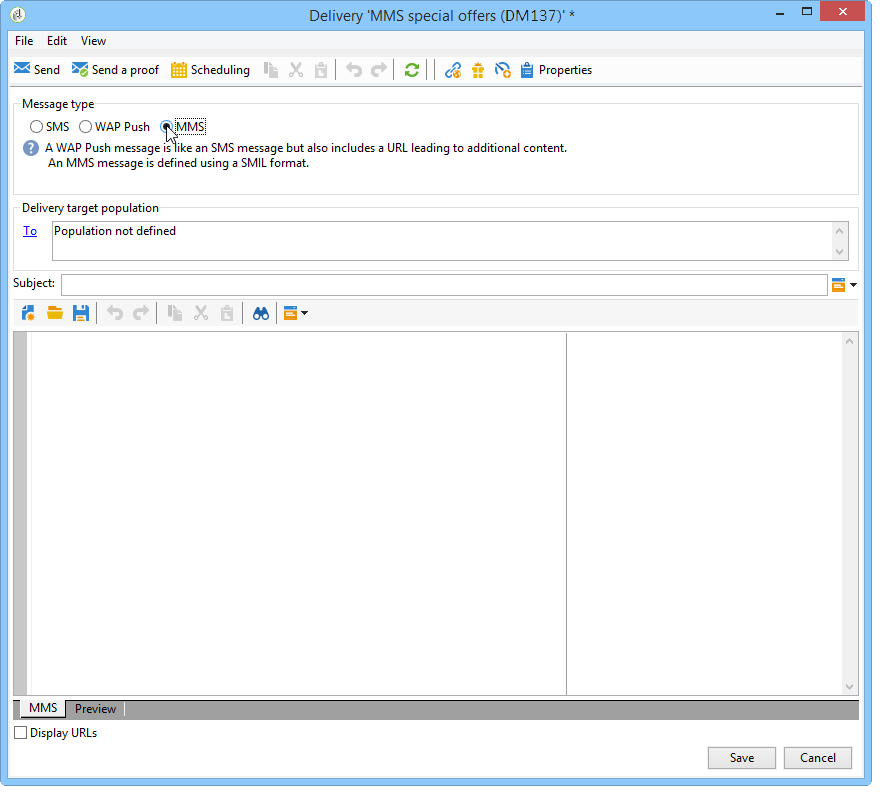 Delivery 'MMS special offers (DM137)' *
File Edit View
Send Send a proof Scheduling Properties
Message type
SMS WAP Push MMS
A WAP Push message is like an SMS message but also includes a URL leading to additional content.
An MMS message is defined using a SMIL format.
Delivery target population
To Population not defined
Subject:
MMS Preview
Display URLs
Save Cancel